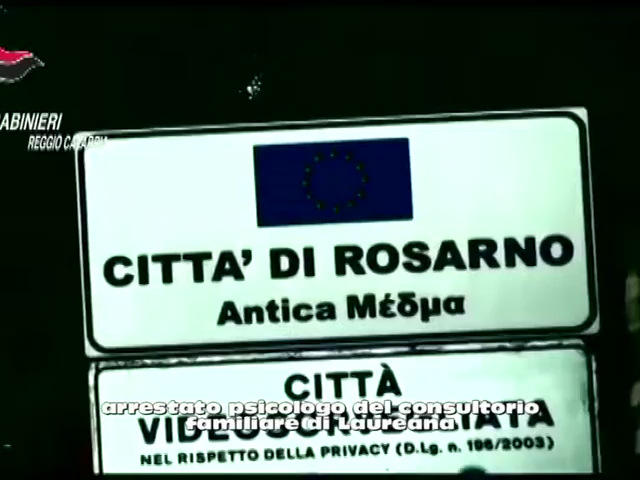 CARABINIERI
REGGIO CALABRIA
CITTA' DI ROSARNO
Antica Μέδμα
CITTÀ
VIDEOSORVEGLIATA
arrestato psicologo del consultorio
familiare di Laureana
NEL RISPETTO DELLA PRIVACY (D.Lg. n. 196/2003)